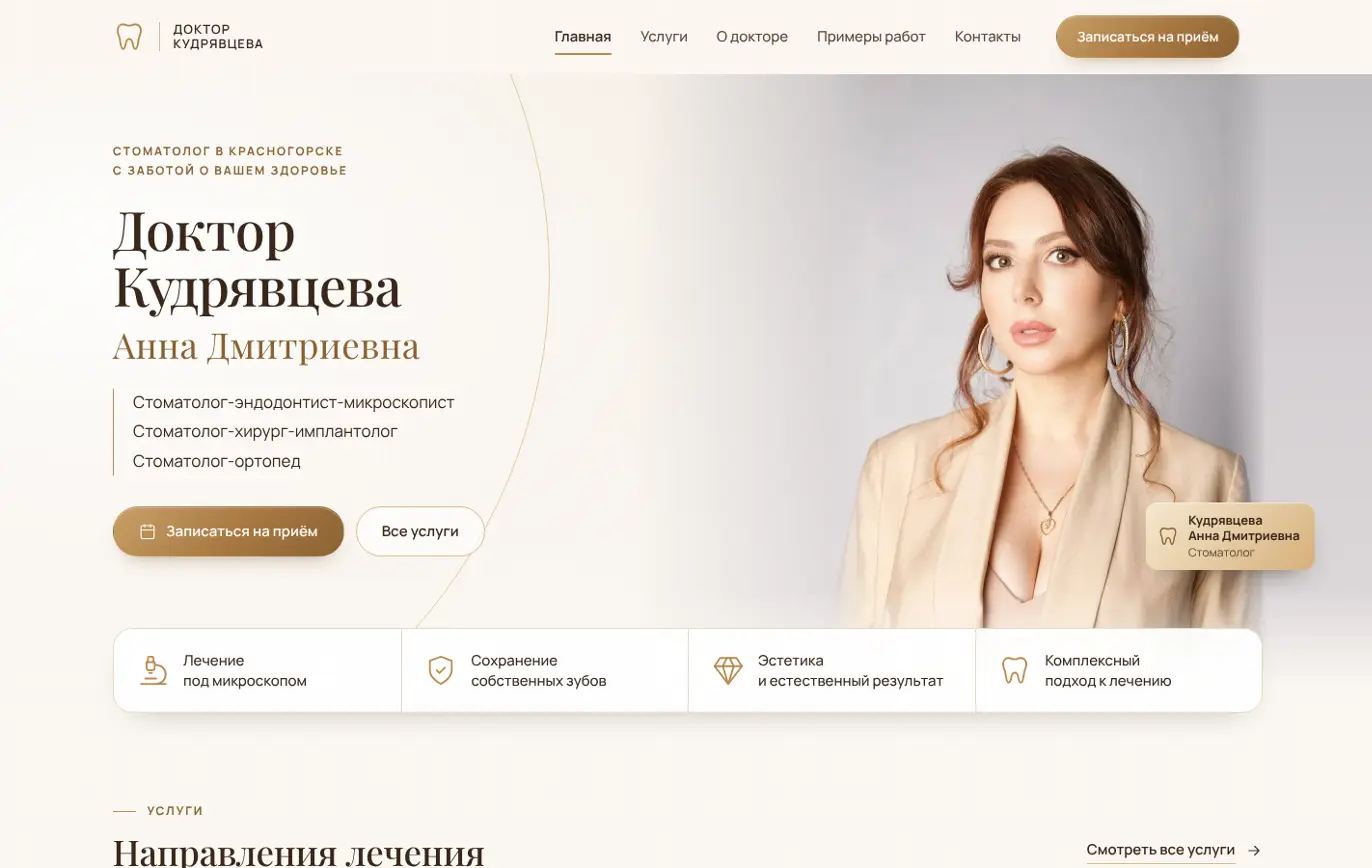 ДОКТОР
КУДРЯВЦЕВА
Главная
Услуги
О докторе
Примеры работ
Контакты
Записаться на приём
СТОМАТОЛОГ В КРАСНОГОРСКЕ
С ЗАБОТОЙ О ВАШЕМ ЗДОРОВЬЕ
Доктор
Кудрявцева
Анна Дмитриевна
Стоматолог-эндодонтист-микроскопист
Стоматолог-хирург-имплантолог
Стоматолог-ортопед
Записаться на приём
Все услуги
Кудрявцева
Анна Дмитриевна
Стоматолог
Лечение
под микроскопом
Сохранение
собственных зубов
Эстетика
и естественный результат
Комплексный
подход к лечению
УСЛУГИ
Направления лечения
Смотреть все услуги